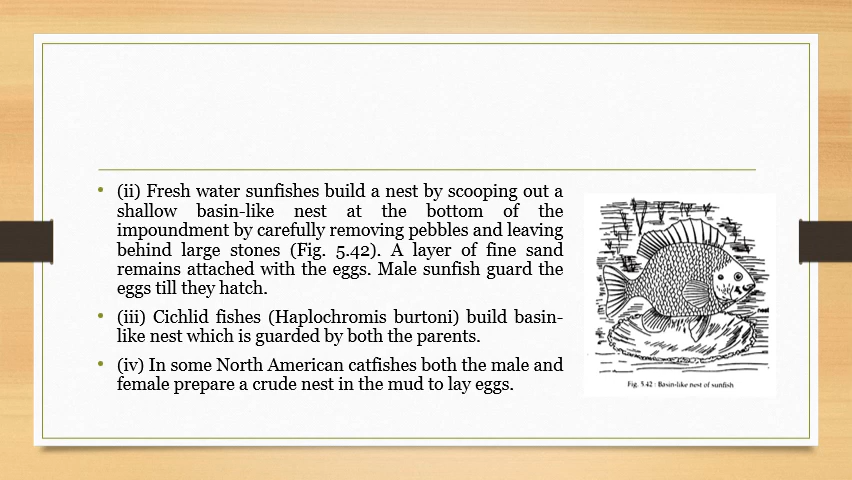 • (ii) Fresh water sunfishes build a nest by scooping out a
shallow basin-like nest at the bottom of the
impoundment by carefully removing pebbles and leaving
behind large stones (Fig. 5.42). A layer of fine sand
remains attached with the eggs. Male sunfish guard the
eggs till they hatch.
• (iii) Cichlid fishes (Haplochromis burtoni) build basin-
like nest which is guarded by both the parents.
• (iv) In some North American catfishes both the male and
female prepare a crude nest in the mud to lay eggs.
nest
Fig. 5.42 : Basin-like nest of sunfish